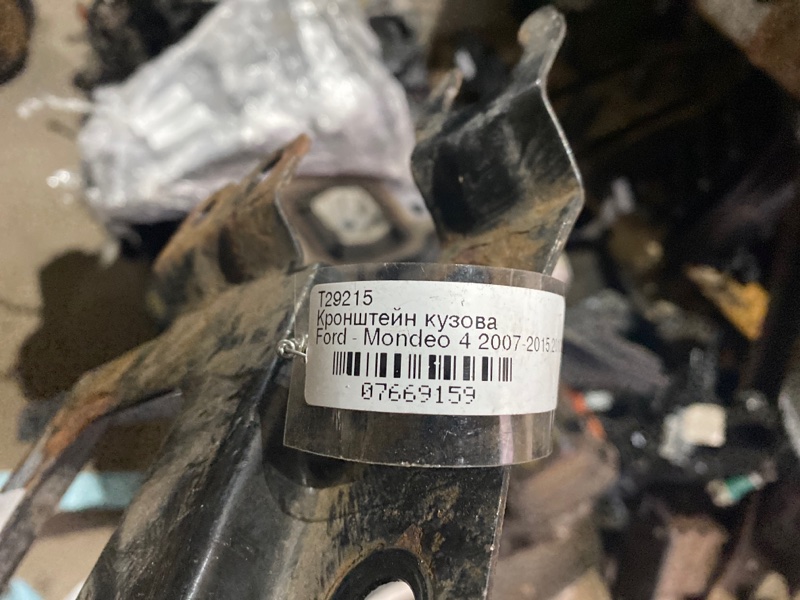 T29215
Кронштейн кузова
Ford - Mondeo 4 2007-2015
07669159